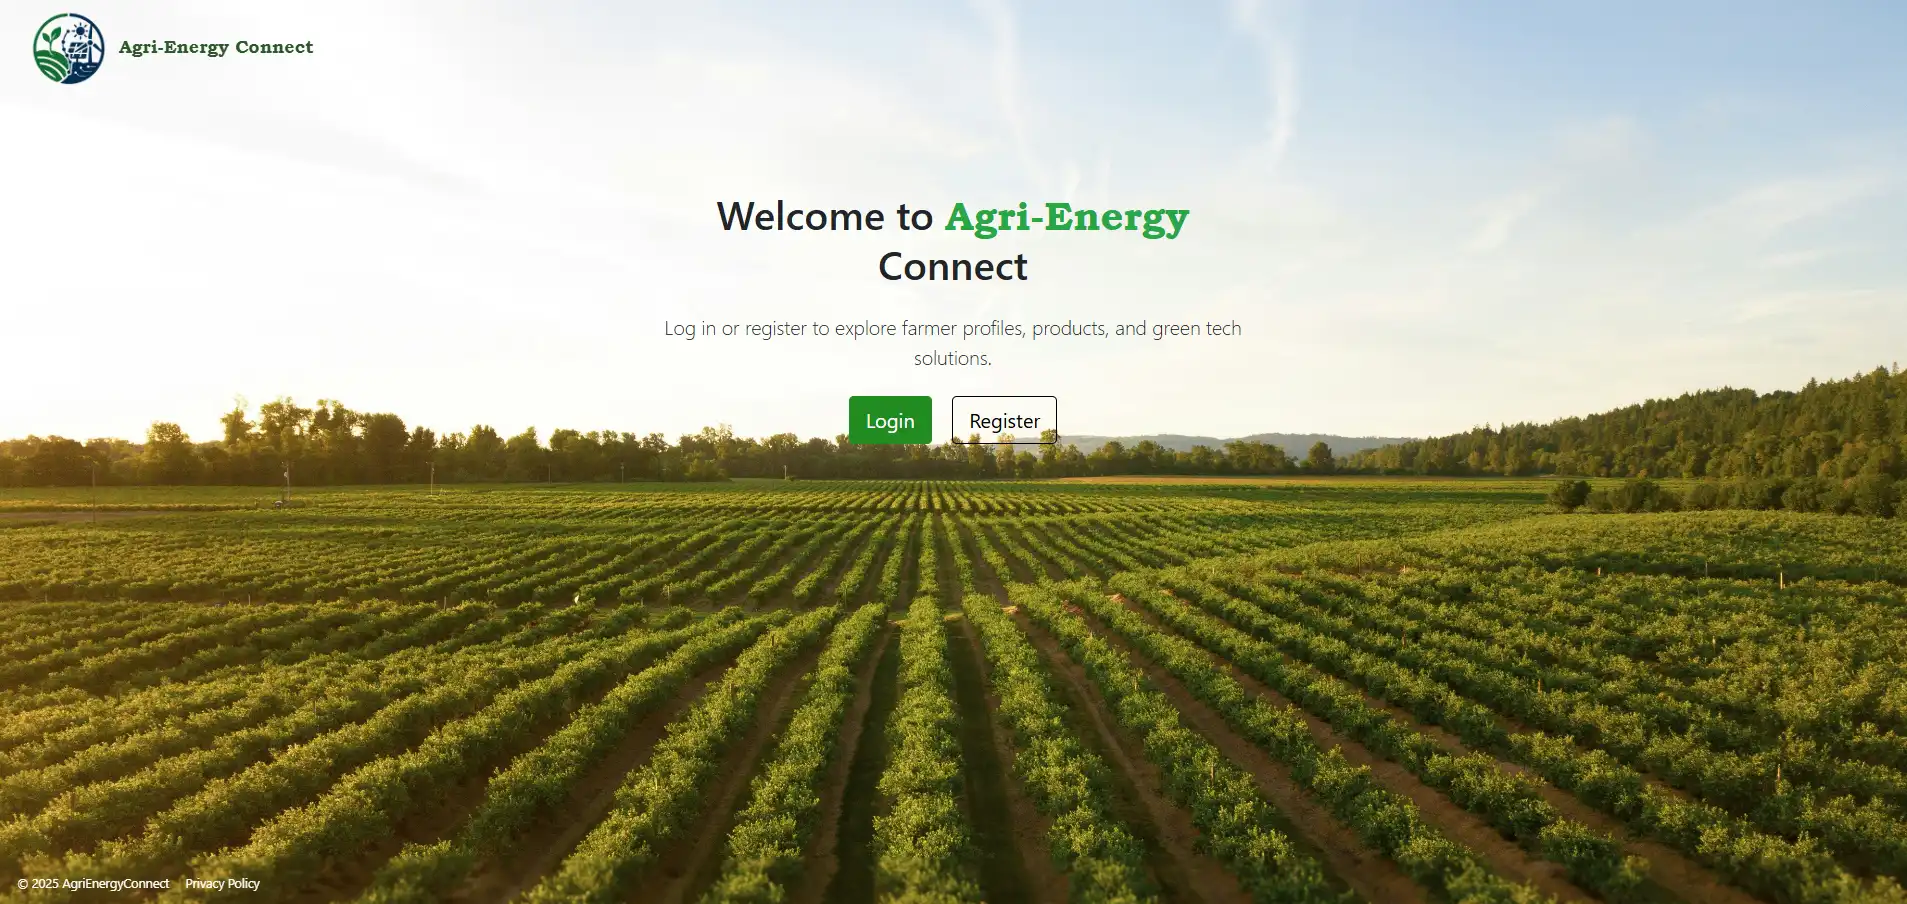 Agri-Energy Connect
Welcome to Agri-Energy
Connect
Log in or register to explore farmer profiles, products, and green tech
solutions.
Login
Register
© 2025 AgriEnergyConnect
Privacy Policy